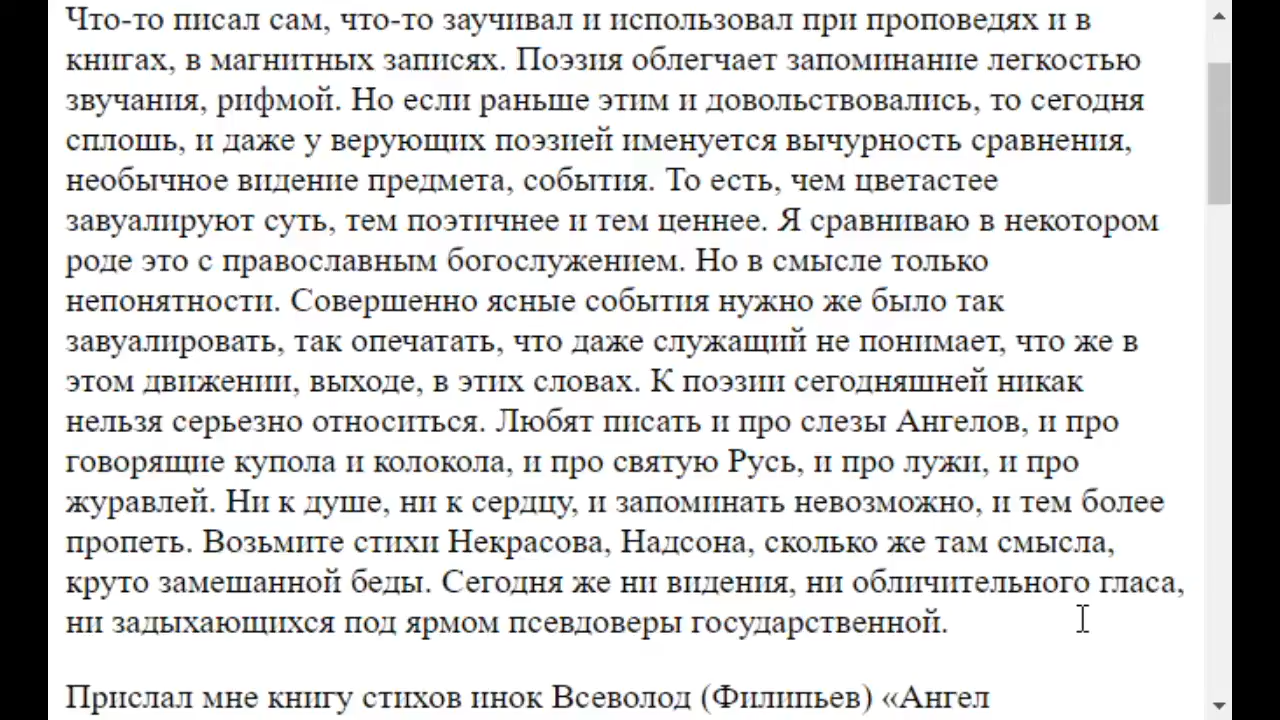 Что-то писал сам, что-то заучивал и использовал при проповедях и в
книгах, в магнитных записях. Поэзия облегчает запоминание легкостью
звучания, рифмой. Но если раньше этим и довольствовались, то сегодня
сплошь, и даже у верующих поэзией именуется вычурность сравнения,
необычное видение предмета, события. То есть, чем цветастее
завуалируют суть, тем поэтичнее и тем ценнее. Я сравниваю в некотором
роде это с православным богослужением. Но в смысле только
непонятности. Совершенно ясные события нужно же было так
завуалировать, так опечатать, что даже служащий не понимает, что же в
этом движении, выходе, в этих словах. К поэзии сегодняшней никак
нельзя серьезно относиться. Любят писать и про слезы Ангелов, и про
говорящие купола и колокола, и про святую Русь, и про лужи, и про
журавлей. Ни к душе, ни к сердцу, и запоминать невозможно, и тем более
пропеть. Возьмите стихи Некрасова, Надсона, сколько же там смысла,
круто замешанной беды. Сегодня же ни видения, ни обличительного гласа,
ни задыхающихся под ярмом псевдоверы государственной.
Прислал мне книгу стихов инок Всеволод (Филипьев) «Ангел